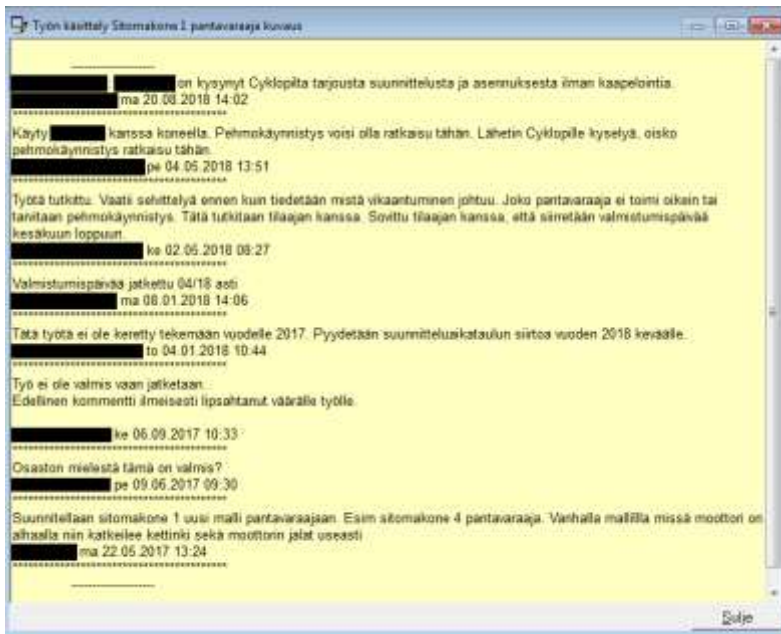 Työn käsittely Sitomakone 1 pantavaraaja kuvaus
on kysynyt Cyklopilta tarjousta suunnittelusta ja asennuksesta ilman kaapelointia.
ma 20.08.2018 14:02
**************************************
Käyty kanssa koneella. Pehmokäynnistys voisi olla ratkaisu tähän. Lähetin Cyklopille kyselyä, oisko
pehmokäynnistys ratkaisu tähän.
pe 04.05.2018 13:51
**************************************
Työtä tutkittu. Vaatii selvittelyä ennen kuin tiedetään mistä vikaantuminen johtuu. Joko pantavaraaja ei toimi oikein tai
tarvitaan pehmokäynnistys. Tätä tutkitaan tilaajan kanssa. Sovittu tilaajan kanssa, että siirretään valmistumispäivää
kesäkuun loppuun.
ke 02.05.2018 08:27
**************************************
Valmistumispäivää jatkettu 04/18 asti
ma 08.01.2018 14:06
**************************************
Tätä työtä ei ole keretty tekemään vuodelle 2017. Pyydetään suunnitteluaikataulun siirtoa vuoden 2018 keväälle.
to 04.01.2018 10:44
**************************************
Työ ei ole valmis vaan jatketaan.
Edellinen kommentti ilmeisesti lipsahtanut väärälle työlle.
ke 06.09.2017 10:33
**************************************
Osaston mielestä tämä on valmis?
pe 09.06.2017 09:30
**************************************
Suunnitellaan sitomakone 1 uusi malli pantavaraajaan. Esim sitomakone 4 pantavaraaja. Vanhalla mallilla missä moottori on
alhaalla niin katkeilee kettinki sekä moottorin jalat useasti
ma 22.05.2017 13:24
**************************************
Sulje